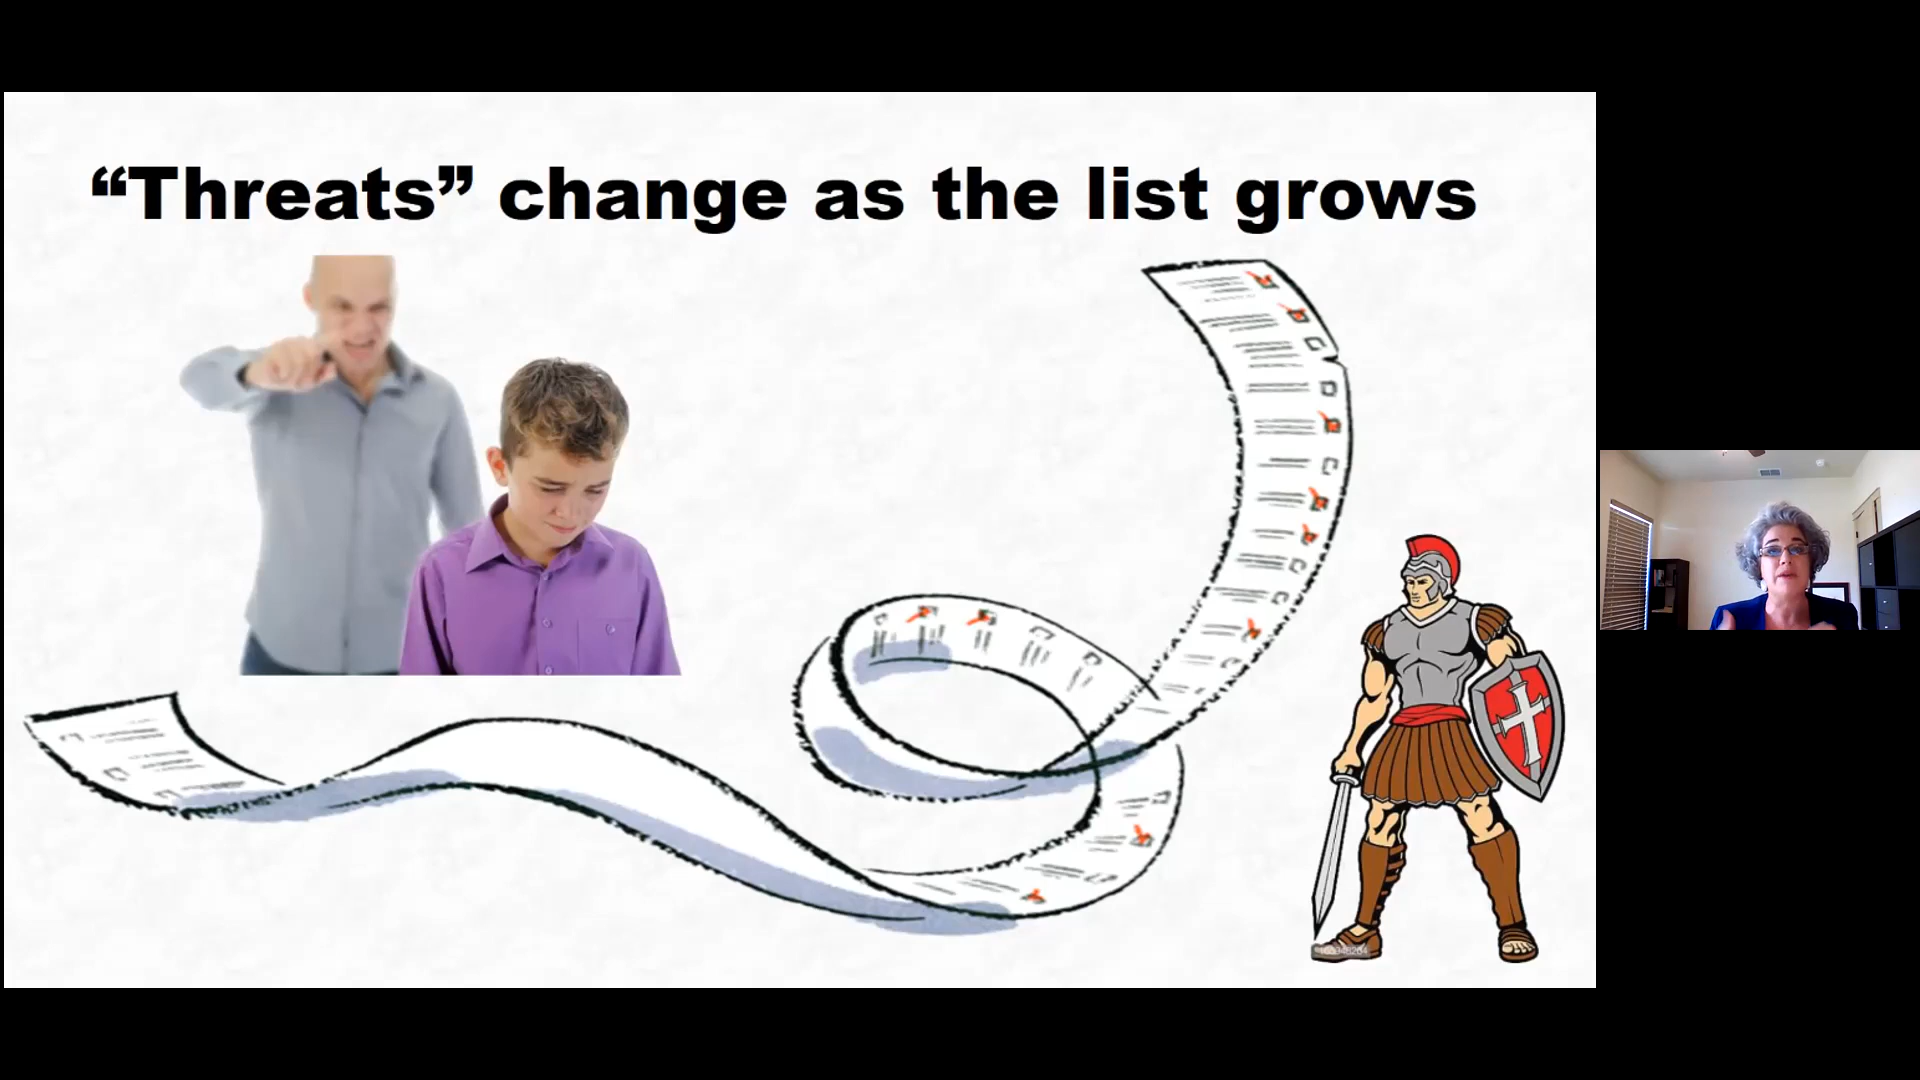 “Threats” change as the list grows